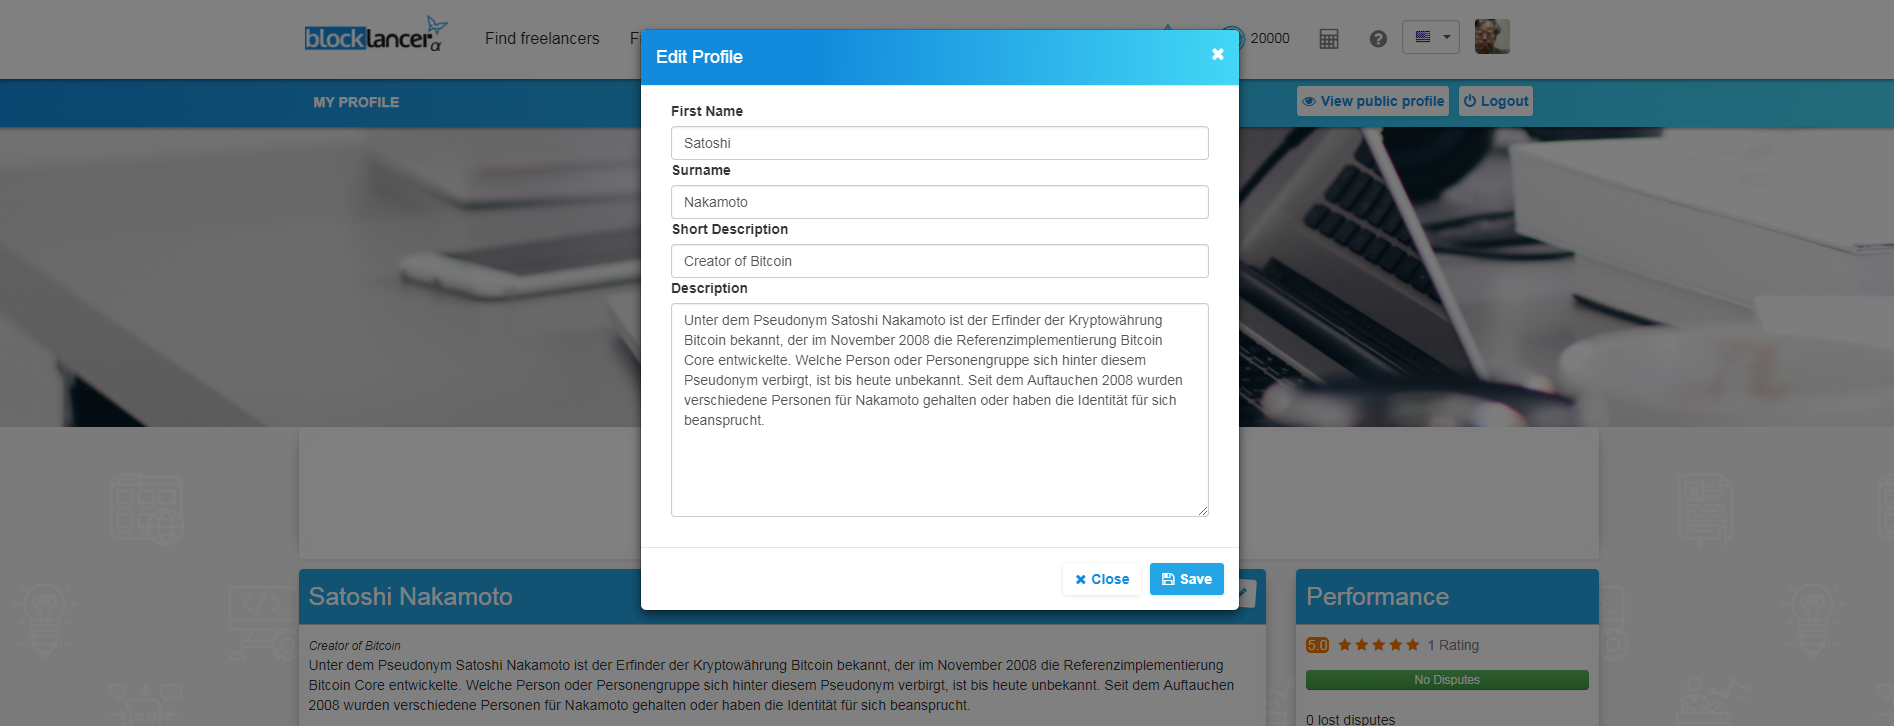 blocklancer α
Find freelancers
20000
MY PROFILE
View public profile
Logout
Edit Profile
First Name
Satoshi
Surname
Nakamoto
Short Description
Creator of Bitcoin
Description
Unter dem Pseudonym Satoshi Nakamoto ist der Erfinder der Kryptowährung
Bitcoin bekannt, der im November 2008 die Referenzimplementierung Bitcoin
Core entwickelte. Welche Person oder Personengruppe sich hinter diesem
Pseudonym verbirgt, ist bis heute unbekannt. Seit dem Auftauchen 2008 wurden
verschiedene Personen für Nakamoto gehalten oder haben die Identität für sich
beansprucht.
Close
Save
Satoshi Nakamoto
Creator of Bitcoin
Unter dem Pseudonym Satoshi Nakamoto ist der Erfinder der Kryptowährung Bitcoin bekannt, der im November 2008 die Referenzimplementierung
Bitcoin Core entwickelte. Welche Person oder Personengruppe sich hinter diesem Pseudonym verbirgt, ist bis heute unbekannt. Seit dem Auftauchen
2008 wurden verschiedene Personen für Nakamoto gehalten oder haben die Identität für sich beansprucht.
Performance
5.0
1 Rating
No Disputes
0 lost disputes